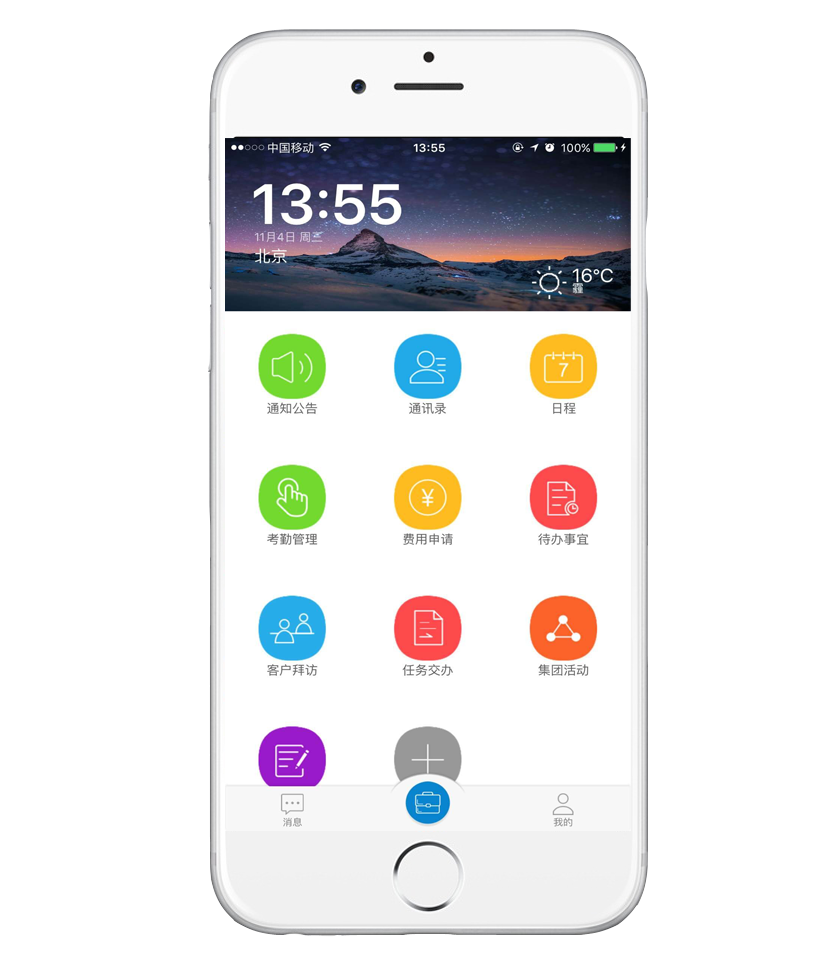 中国移动 13:55 100%
13:55
11月4日 周三
北京
16°C
霾
通知公告 通讯录 7 日程
考勤管理 ¥ 费用申请 待办事宜
客户拜访 任务交办 集团活动
消息 我的